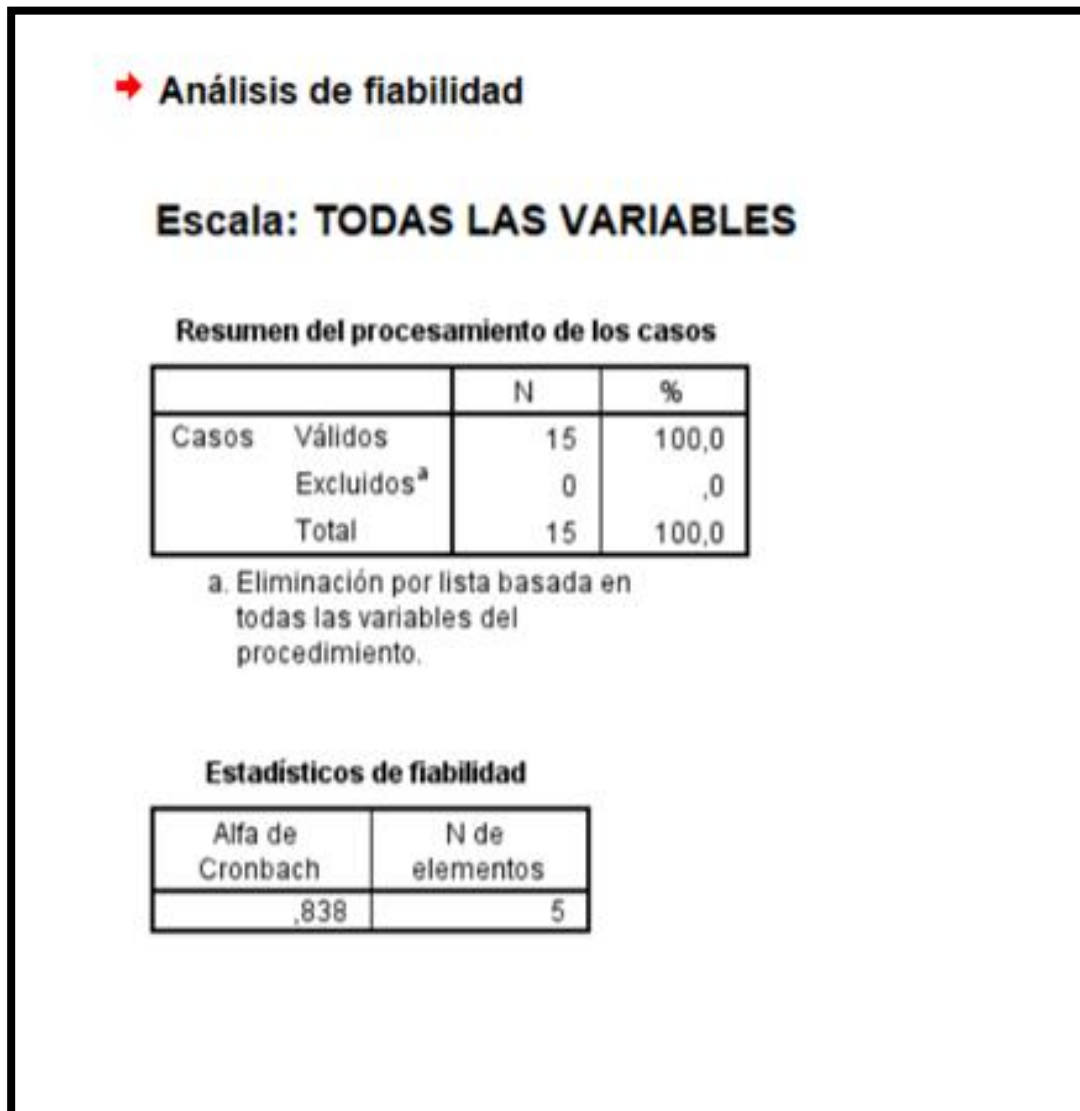 Análisis de fiabilidad
Escala: TODAS LAS VARIABLES
Resumen del procesamiento de los casos
N %
Casos Válidos 15 100,0
Excluidosª 0 ,0
Total 15 100,0
a. Eliminación por lista basada en
todas las variables del
procedimiento.
Estadísticos de fiabilidad
Alfa de N de
Cronbach elementos
,838 5